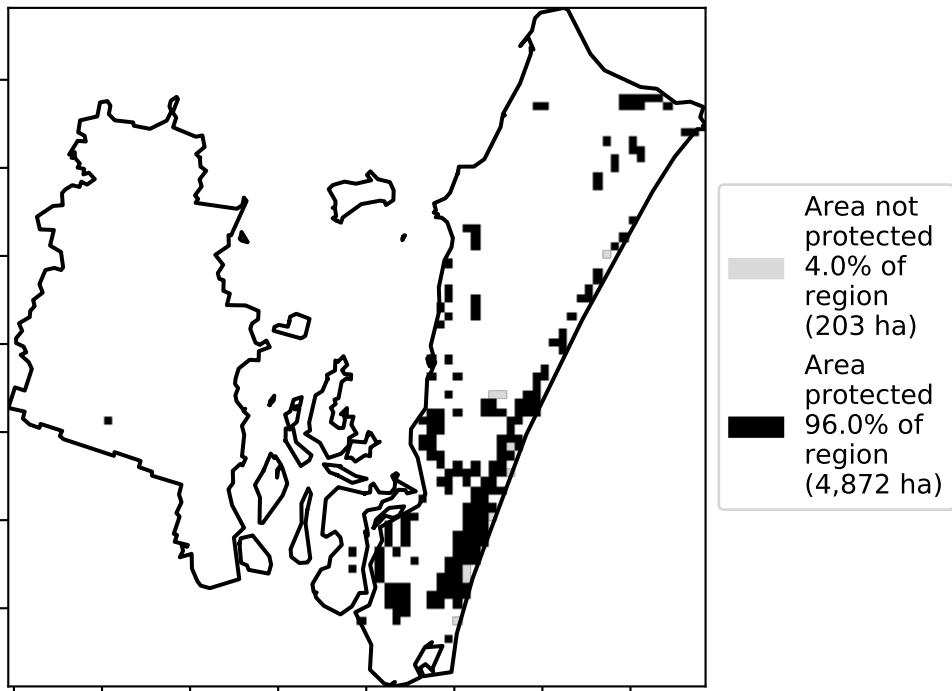 Area not
protected
4.0% of
region
(203 ha)
Area
protected
96.0% of
region
(4,872 ha)